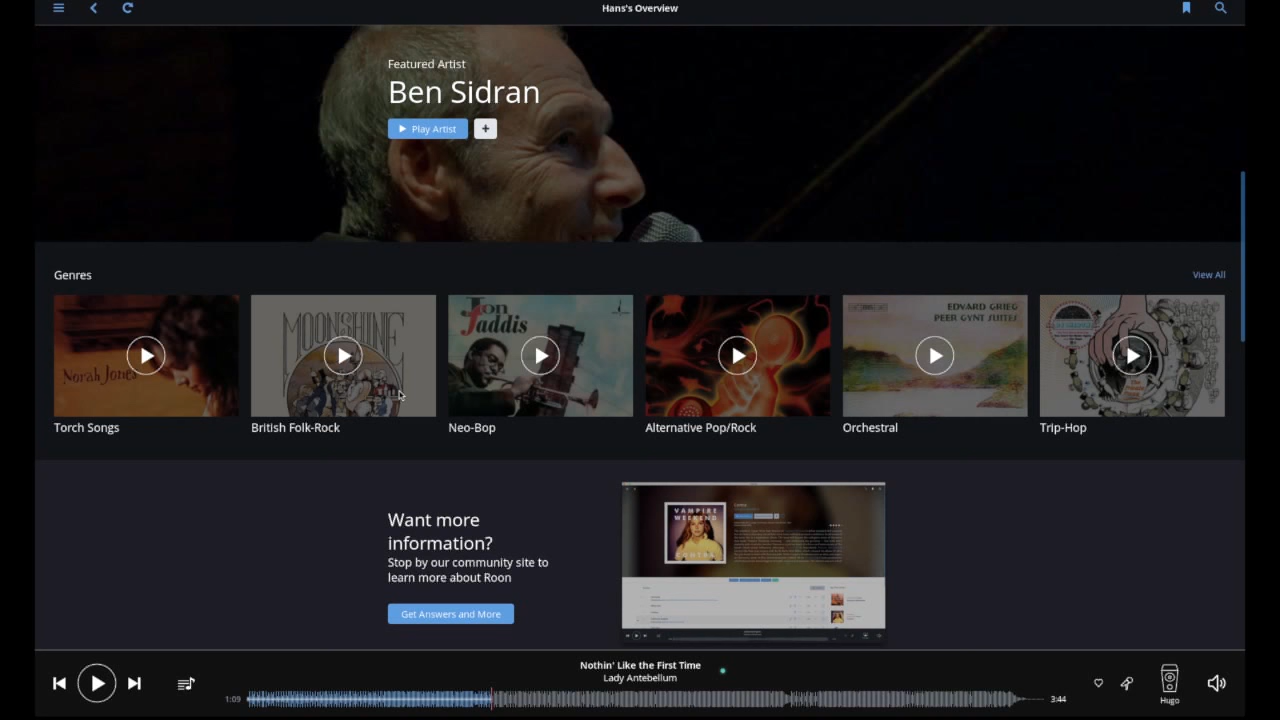 Hans's Overview
Featured Artist
Ben Sidran
Play Artist
Genres
View All
Norah Jones
MOONSHINE
Jon
Faddis
EDVARD GRIEG
PEER GYNT SUITES
Torch Songs
British Folk-Rock
Neo-Bop
Alternative Pop/Rock
Orchestral
Trip-Hop
Want more
information?
Stop by our community site to
learn more about Roon
Get Answers and More
VAMPIRE
WEEKEND
CONTRA
Nothin' Like the First Time
Lady Antebellum
1:09
3:44
Hugo